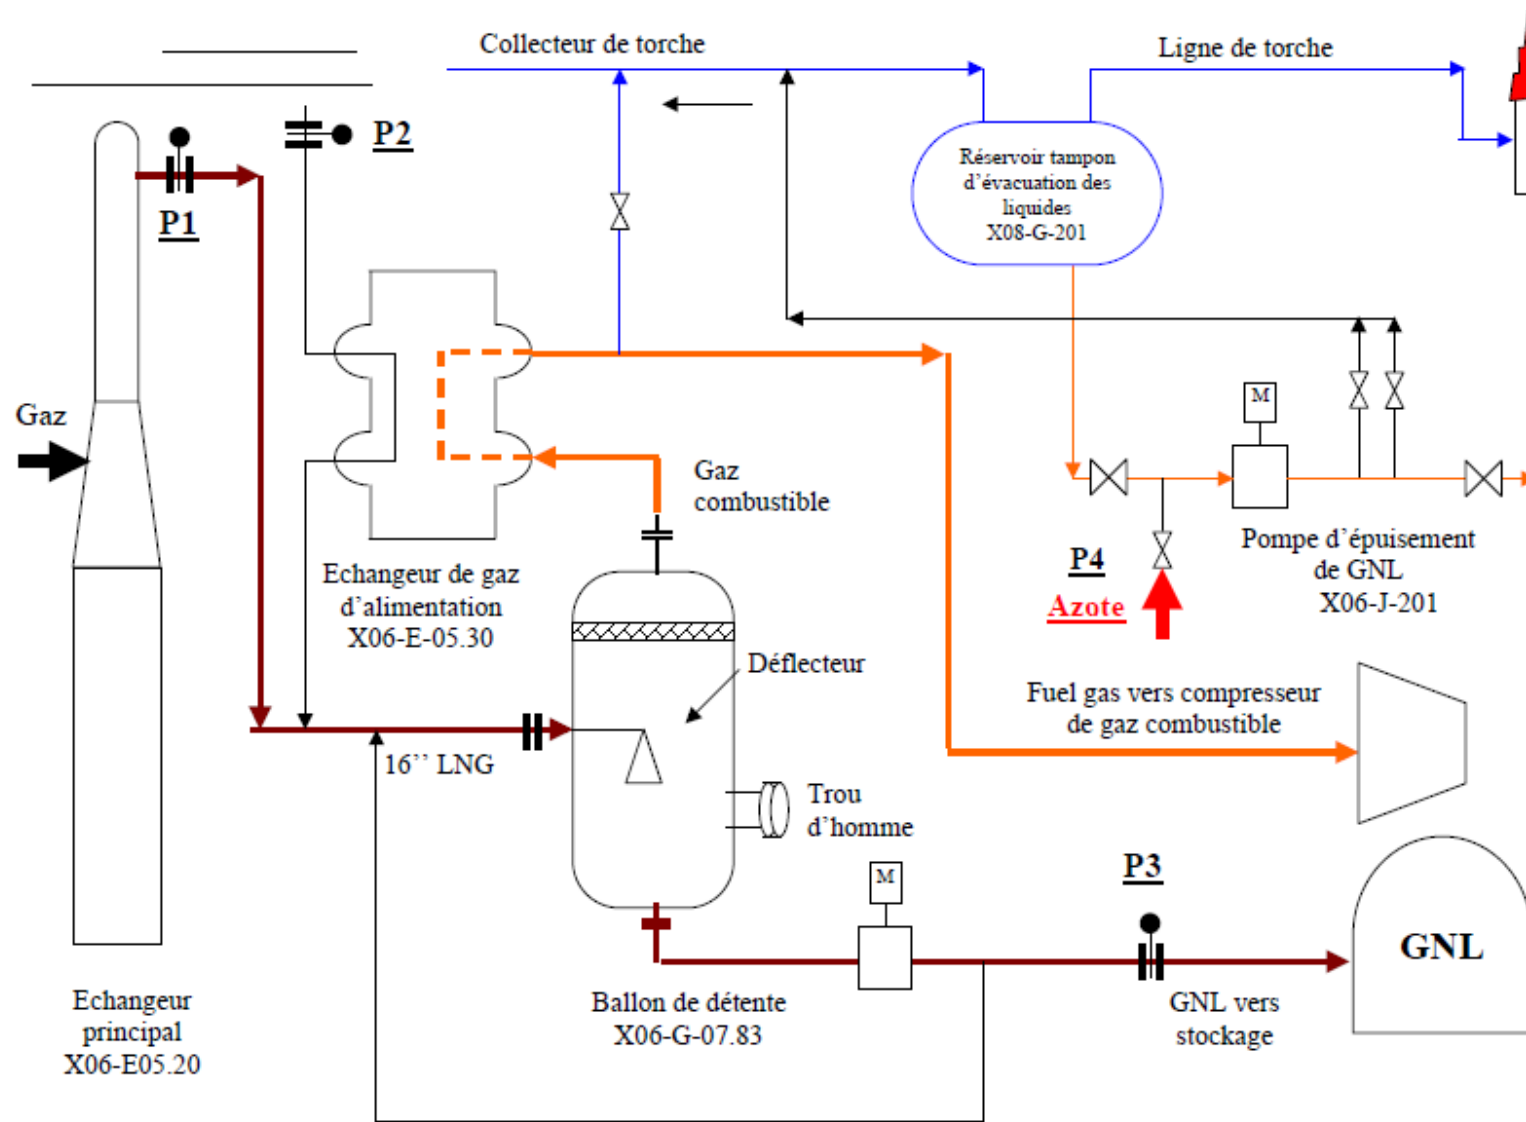 Collecteur de torche
Ligne de torche
P2
Réservoir tampon
d’évacuation des
liquides
X08-G-201
P1
Gaz
M
Gaz
combustible
Pompe d’épuisement
de GNL
X06-J-201
P4
Azote
Echangeur de gaz
d’alimentation
X06-E-05.30
Déflecteur
Fuel gas vers compresseur
de gaz combustible
16’’ LNG
Trou
d’homme
P3
M
GNL
Echangeur
principal
X06-E05.20
Ballon de détente
X06-G-07.83
GNL vers
stockage